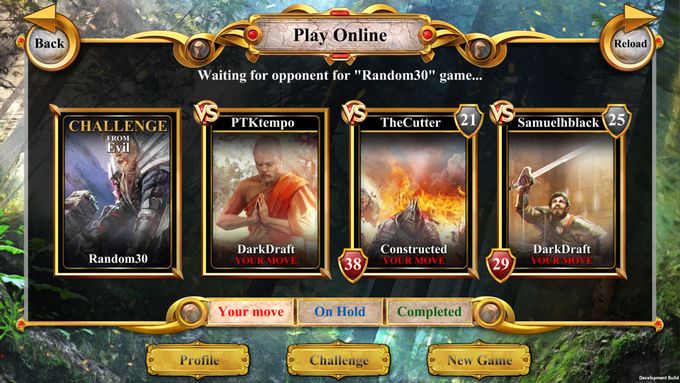 Back
Play Online
Reload
Waiting for opponent for "Random30" game...
CHALLENGE
FROM
Evil
Random30
VS
PTKtempo
DarkDraft
YOUR MOVE
VS
TheCutter
21
Constructed
YOUR MOVE
38
VS
Samuelhblack
25
DarkDraft
YOUR MOVE
29
Your move
On Hold
Completed
Profile
Challenge
New Game
Development Build